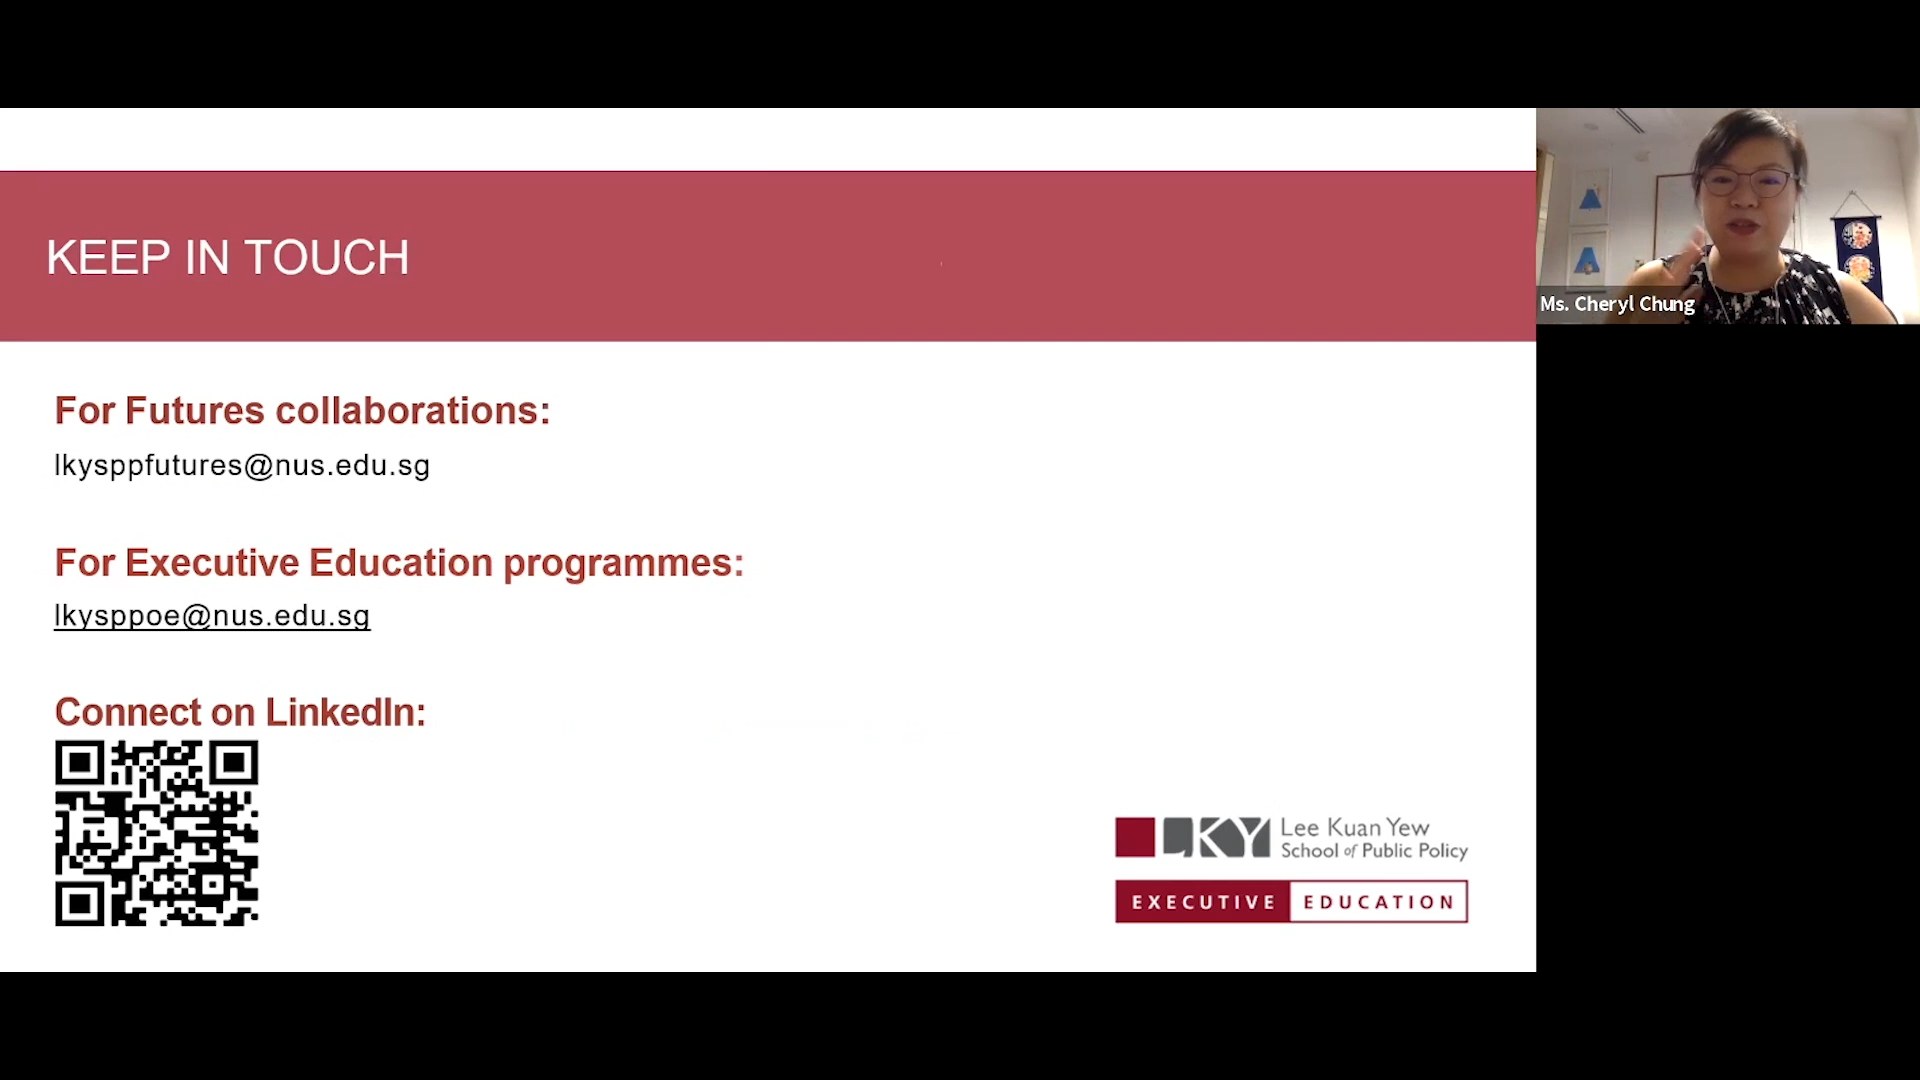 KEEP IN TOUCH
Ms. Cheryl Chung
For Futures collaborations:
lkysppfutures@nus.edu.sg
For Executive Education programmes:
lkysppoe@nus.edu.sg
Connect on LinkedIn:
LKY Lee Kuan Yew
School of Public Policy
EXECUTIVE EDUCATION